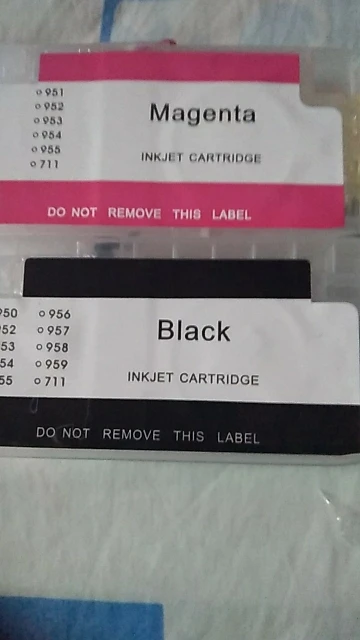 951
952
953
954
955
711
Magenta
INKJET CARTRIDGE
DO NOT REMOVE THIS LABEL
956
957
958
959
711
Black
INKJET CARTRIDGE
DO NOT REMOVE THIS LABEL